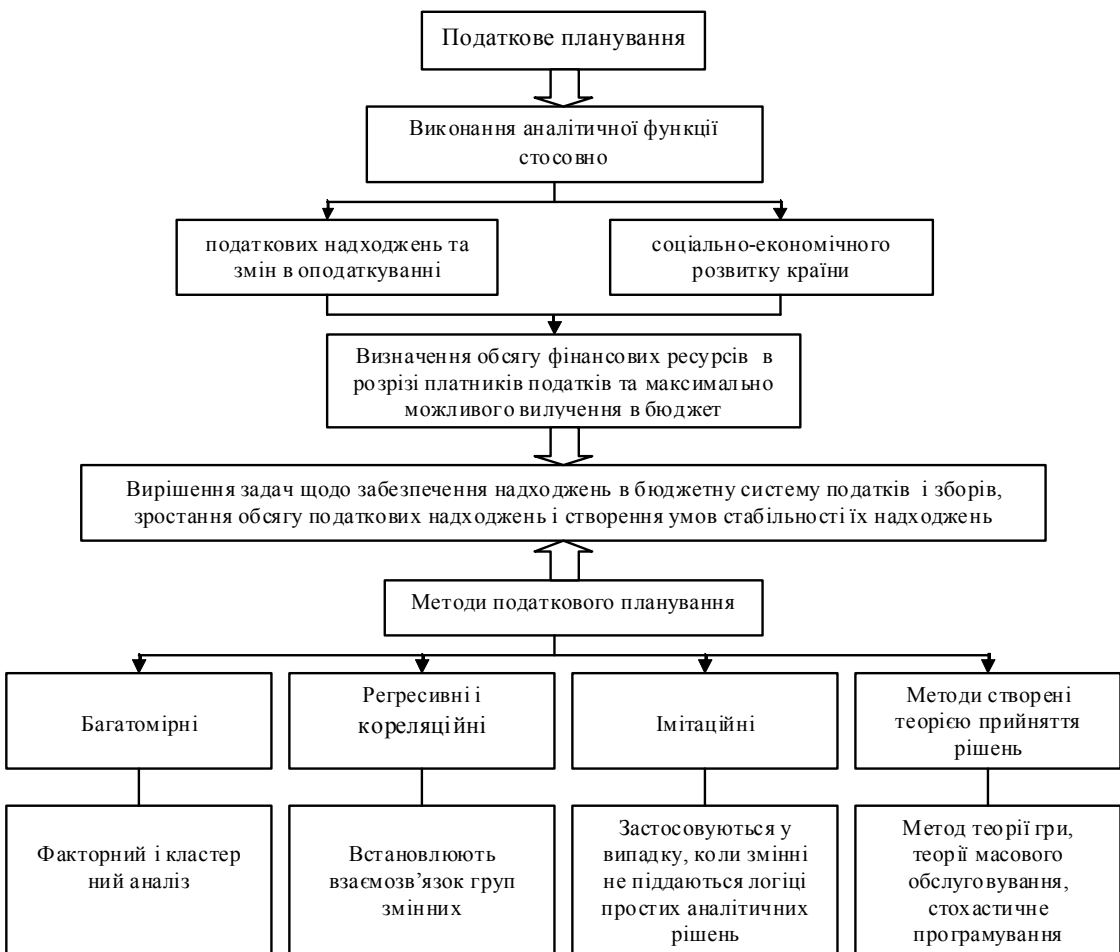 Податкове планування
Виконання аналітичної функції
стосовно
податкових надходжень та
змін в оподаткуванні
соціально-економічного
розвитку країни
Визначення обсягу фінансових ресурсів в
розрізі платників податків та максимально
можливого вилучення в бюджет
Вирішення задач щодо забезпечення надходжень в бюджетну систему податків і зборів,
зростання обсягу податкових надходжень і створення умов стабільності їх надходжень
Методи податкового планування
Багатомірні
Регресивні і
кореляційні
Імітаційні
Методи створені
теорією прийняття
рішень
Факторний і кластер
ний аналіз
Встановлюють
взаємозв’язок груп
змінних
Застосовуються у
випадку, коли змінні
не піддаються логіці
простих аналітичних
рішень
Метод теорії гри,
теорії масового
обслуговування,
стохастичне
програмування